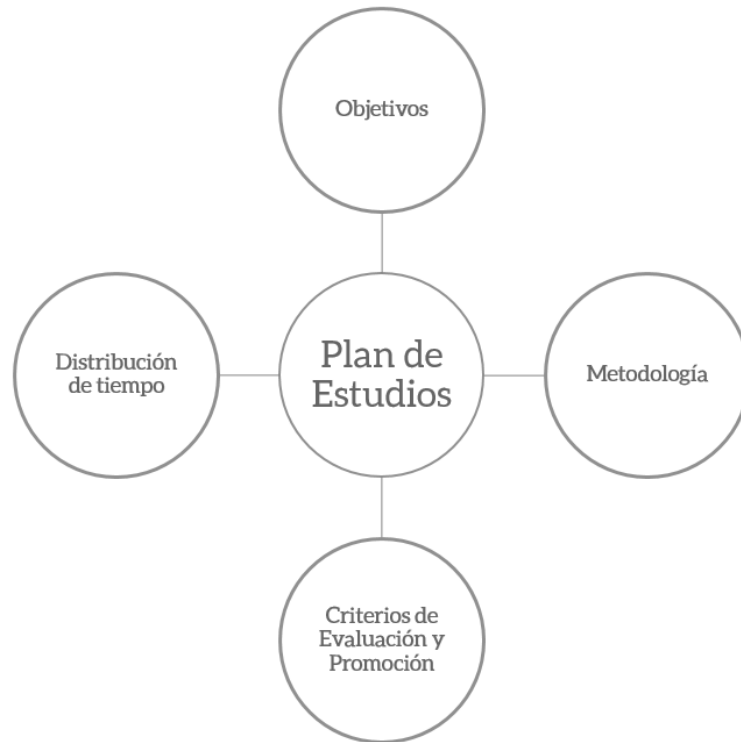 Objetivos
Distribución
de tiempo
Plan de
Estudios
Metodología
Criterios de
Evaluación y
Promoción